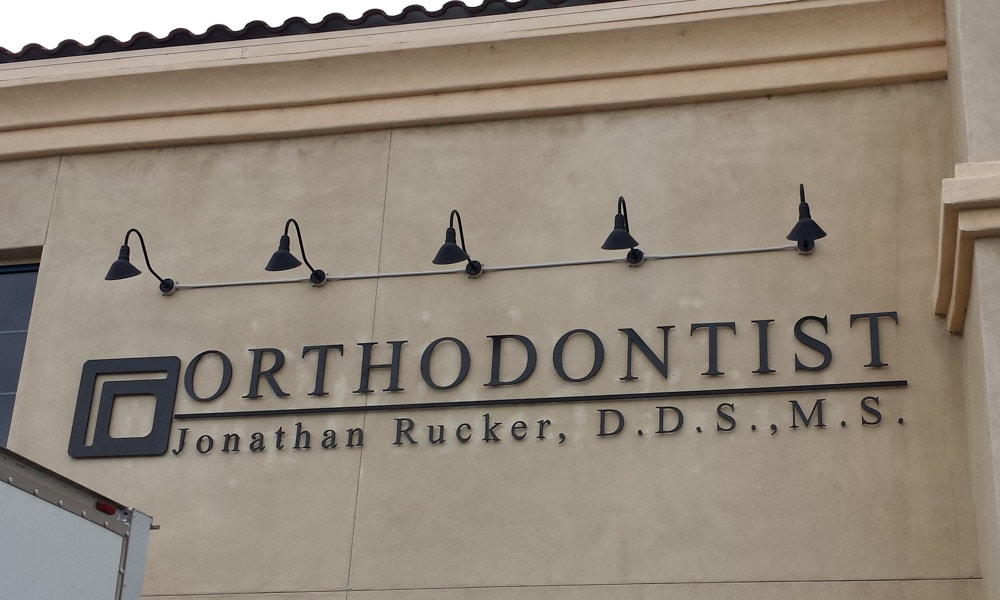 ORTHODONTIST
Jonathan Rucker, D.D.S.,M.S.